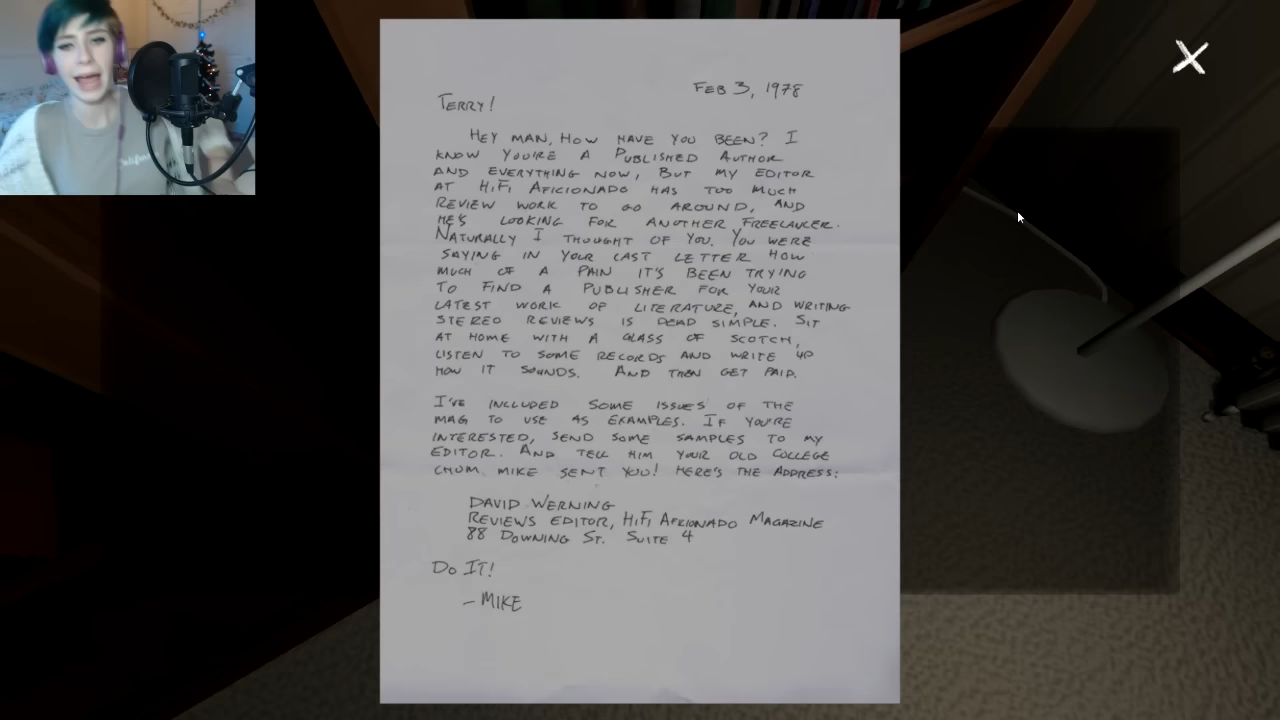 FEB 3, 1978
TERRY!
HEY MAN, HOW HAVE YOU BEEN? I
KNOW YOU'RE A PUBLISHED AUTHOR
AND EVERYTHING NOW, BUT MY EDITOR
AT HIFI AFICIONADO HAS TOO MUCH
REVIEW WORK TO GO AROUND, AND
HE'S LOOKING FOR ANOTHER FREELANCER.
NATURALLY I THOUGHT OF YOU. YOU WERE
SAYING IN YOUR LAST LETTER HOW
MUCH OF A PAIN IT'S BEEN TRYING
TO FIND A PUBLISHER FOR YOUR
LATEST WORK OF LITERATURE, AND WRITING
STEREO REVIEWS IS DEAD SIMPLE. SIT
AT HOME WITH A GLASS OF SCOTCH,
LISTEN TO SOME RECORDS AND WRITE UP
HOW IT SOUNDS. AND THEN GET PAID.
I'VE INCLUDED SOME ISSUES OF THE
MAG TO USE AS EXAMPLES. IF YOU'RE
INTERESTED, SEND SOME SAMPLES TO MY
EDITOR. AND TELL HIM YOUR OLD COLLEGE
CHUM MIKE SENT YOU! HERE'S THE ADDRESS:
DAVID WERNING
REVIEWS EDITOR, HIFI AFICIONADO MAGAZINE
88 DOWNING ST. SUITE 4
DO IT!
- MIKE